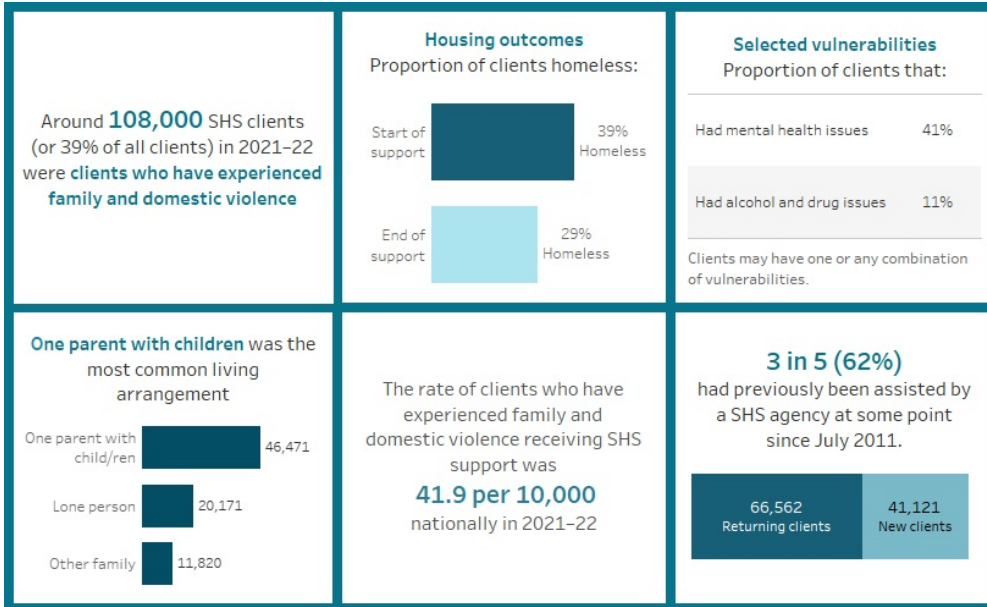 Around 108,000 SHS clients
(or 39% of all clients) in 2021–22
were clients who have experienced
family and domestic violence
Housing outcomes
Proportion of clients homeless:
Start of
support
39%
Homeless
End of
support
29%
Homeless
Selected vulnerabilities
Proportion of clients that:
Had mental health issues 41%
Had alcohol and drug issues 11%
Clients may have one or any combination
of vulnerabilities.
One parent with children was the
most common living
arrangement
One parent with
child/ren
46,471
Lone person 20,171
Other family 11,820
The rate of clients who have
experienced family and
domestic violence receiving SHS
support was
41.9 per 10,000
nationally in 2021–22
3 in 5 (62%)
had previously been assisted by
a SHS agency at some point
since July 2011.
66,562
Returning clients
41,121
New clients